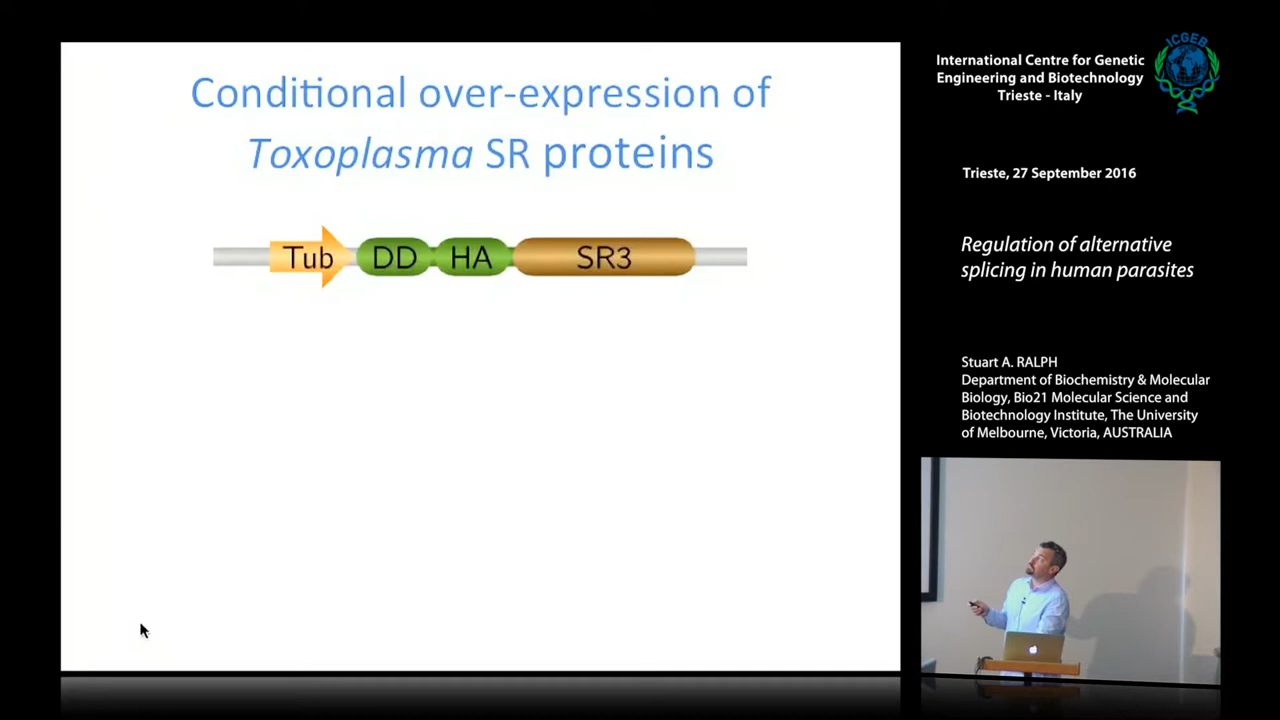 Conditional over-expression of
Toxoplasma SR proteins
Tub DD HA SR3
ICGEB
International Centre for Genetic
Engineering and Biotechnology
Trieste - Italy
Trieste, 27 September 2016
Regulation of alternative
splicing in human parasites
Stuart A. RALPH
Department of Biochemistry & Molecular
Biology, Bio21 Molecular Science and
Biotechnology Institute, The University
of Melbourne, Victoria, AUSTRALIA